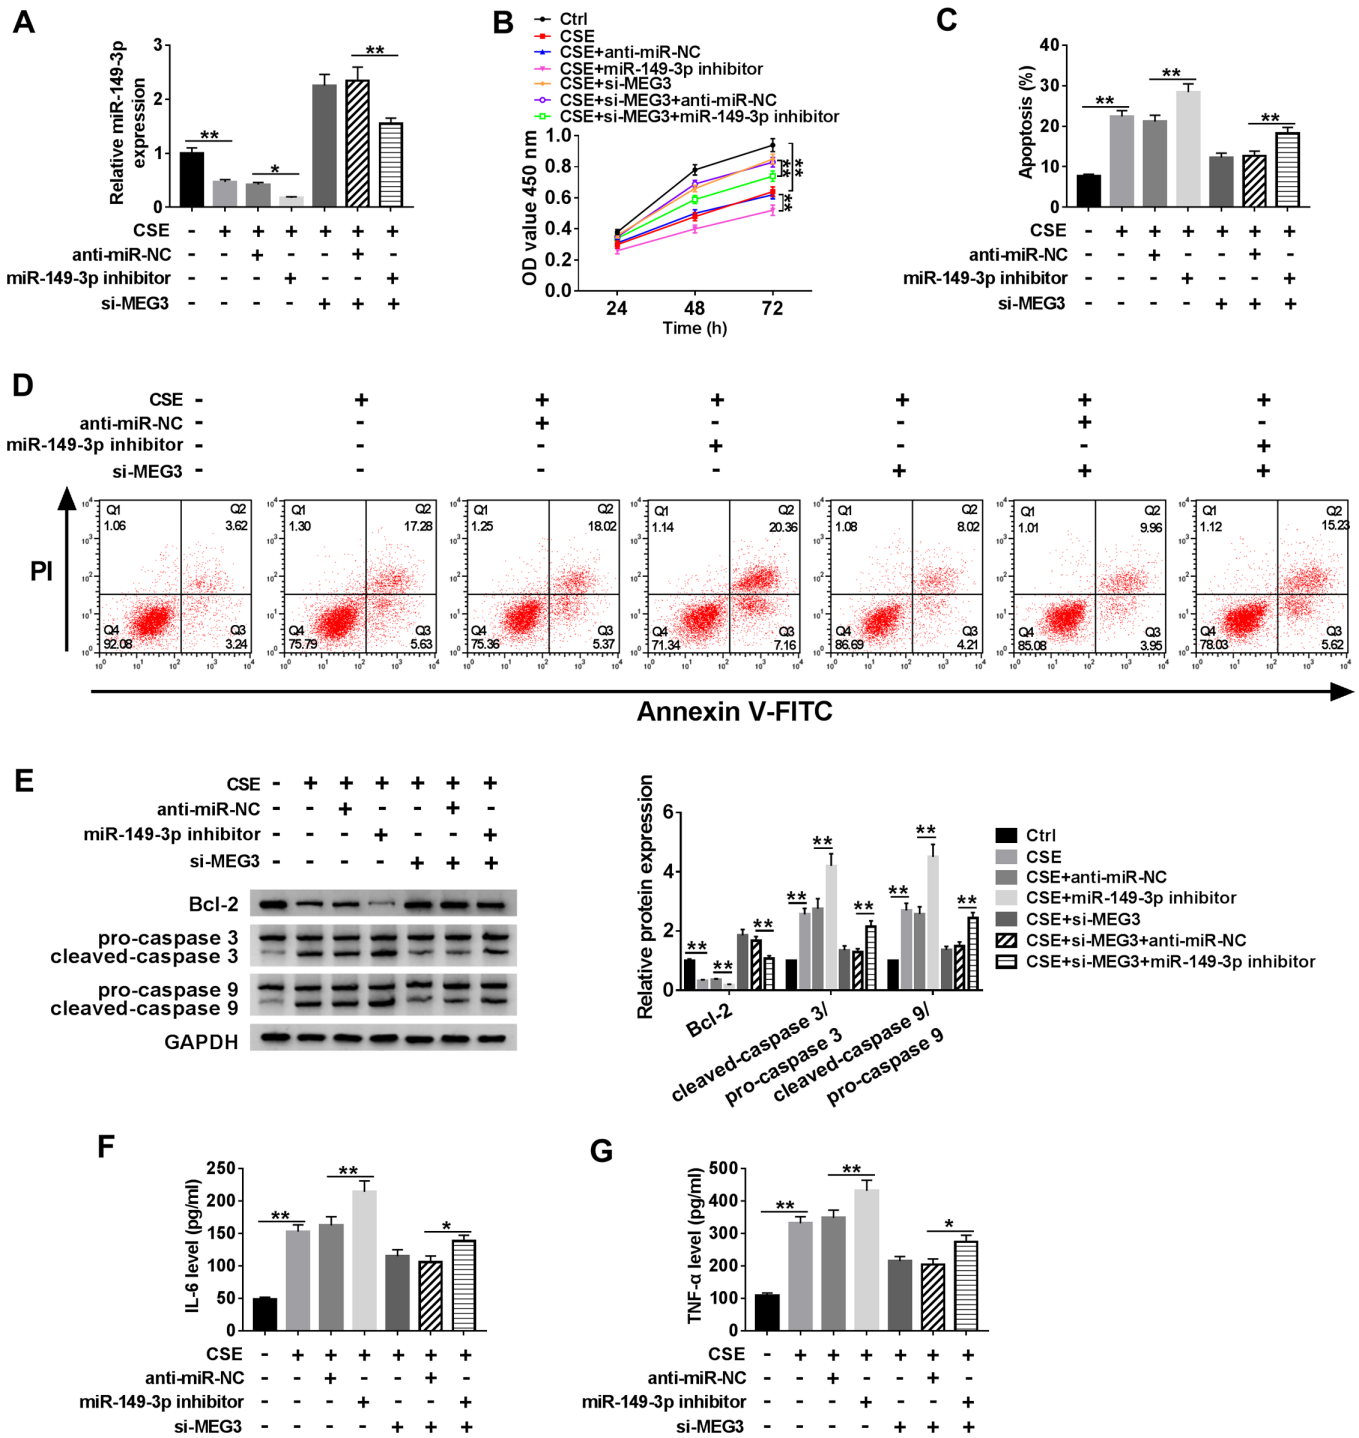 A
Relative miR-149-3p
expression
3
2
1
0
**
*
**
CSE - + + + + + +
anti-miR-NC - - + - - + -
miR-149-3p inhibitor - - - + - - +
si-MEG3 - - - - + + +
B
Ctrl
CSE
CSE+anti-miR-NC
CSE+miR-149-3p inhibitor
CSE+si-MEG3
CSE+si-MEG3+anti-miR-NC
CSE+si-MEG3+miR-149-3p inhibitor
OD value 450 nm
1.0
0.8
0.6
0.4
0.2
0.0
**
**
**
24 48 72
Time (h)
C
Apoptosis (%)
40
30
20
10
0
**
**
**
CSE - + + + + + +
anti-miR-NC - - + - - + -
miR-149-3p inhibitor - - - + - - +
si-MEG3 - - - - + + +
D
CSE - + + + + + +
anti-miR-NC - - + - - + -
miR-149-3p inhibitor - - - + - - +
si-MEG3 - - - - + + +
PI
Q1 Q2
1.06 3.62
Q4 Q3
92.08 3.24
Q1 Q2
1.30 17.28
Q4 Q3
75.79 5.63
Q1 Q2
1.25 18.02
Q4 Q3
75.36 5.37
Q1 Q2
1.14 20.36
Q4 Q3
71.34 7.16
Q1 Q2
1.08 8.02
Q4 Q3
86.69 4.21
Q1 Q2
1.01 9.96
Q4 Q3
85.08 3.95
Q1 Q2
1.12 15.23
Q4 Q3
78.03 5.62
Annexin V-FITC
E
CSE - + + + + + +
anti-miR-NC - - + - - + -
miR-149-3p inhibitor - - - + - - +
si-MEG3 - - - - + + +
Bcl-2
pro-caspase 3
cleaved-caspase 3
pro-caspase 9
cleaved-caspase 9
GAPDH
Relative protein expression
6
4
2
0
** ** ** ** ** ** ** ** **
Bcl-2
cleaved-caspase 3/
pro-caspase 3
cleaved-caspase 9/
pro-caspase 9
Ctrl
CSE
CSE+anti-miR-NC
CSE+miR-149-3p inhibitor
CSE+si-MEG3
CSE+si-MEG3+anti-miR-NC
CSE+si-MEG3+miR-149-3p inhibitor
F
IL-6 level (pg/ml)
250
200
150
100
50
0
**
**
*
CSE - + + + + + +
anti-miR-NC - - + - - + -
miR-149-3p inhibitor - - - + - - +
si-MEG3 - - - - + + +
G
TNF-α level (pg/ml)
500
400
300
200
100
0
**
**
*
CSE - + + + + + +
anti-miR-NC - - + - - + -
miR-149-3p inhibitor - - - + - - +
si-MEG3 - - - - + + +